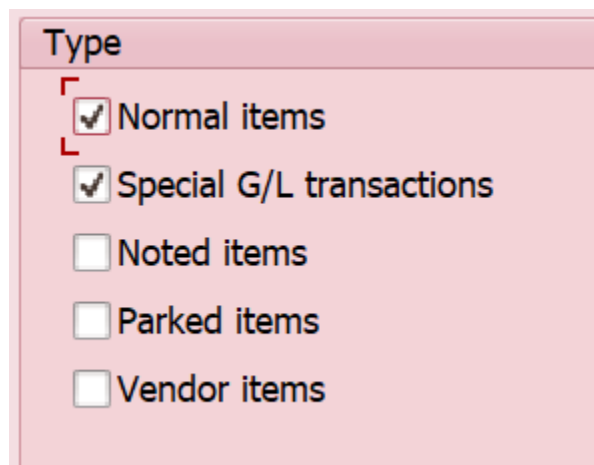 Type
Normal items
Special G/L transactions
Noted items
Parked items
Vendor items